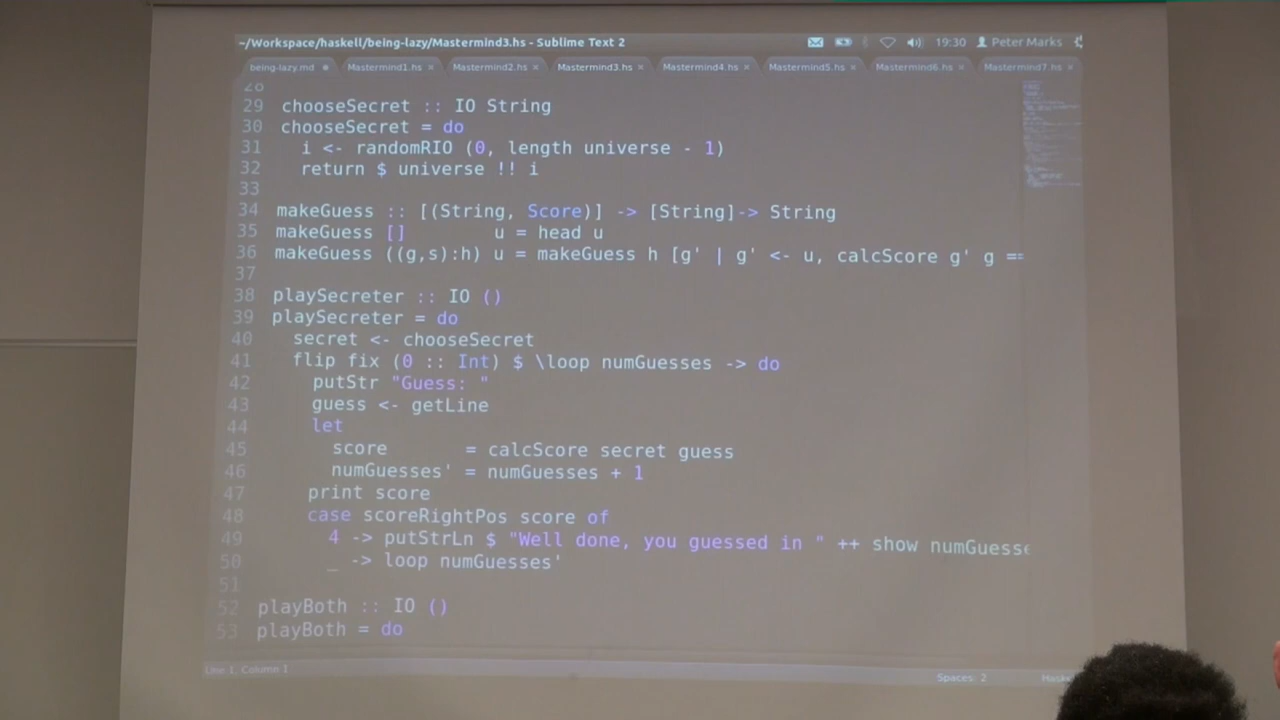 ~/Workspace/haskell/being-lazy/Mastermind3.hs - Sublime Text 2 19:30 Peter Marks
being-lazy.md Mastermind1.hs × Mastermind2.hs × Mastermind3.hs × Mastermind4.hs × Mastermind5.hs × Mastermind6.hs × Mastermind7.hs ×
28
29 chooseSecret :: IO String
30 chooseSecret = do
31 i <- randomRIO (0, length universe - 1)
32 return $ universe !! i
33
34 makeGuess :: [(String, Score)] -> [String]-> String
35 makeGuess [] u = head u
36 makeGuess ((g,s):h) u = makeGuess h [g' | g' <- u, calcScore g' g ==
37
38 playSecreter :: IO ()
39 playSecreter = do
40 secret <- chooseSecret
41 flip fix (0 :: Int) $ \loop numGuesses -> do
42 putStr "Guess: "
43 guess <- getLine
44 let
45 score = calcScore secret guess
46 numGuesses' = numGuesses + 1
47 print score
48 case scoreRightPos score of
49 4 -> putStrLn $ "Well done, you guessed in " ++ show numGuesse
50 _ -> loop numGuesses'
51
52 playBoth :: IO ()
53 playBoth = do
Line 1, Column 1 Spaces: 2 Haske